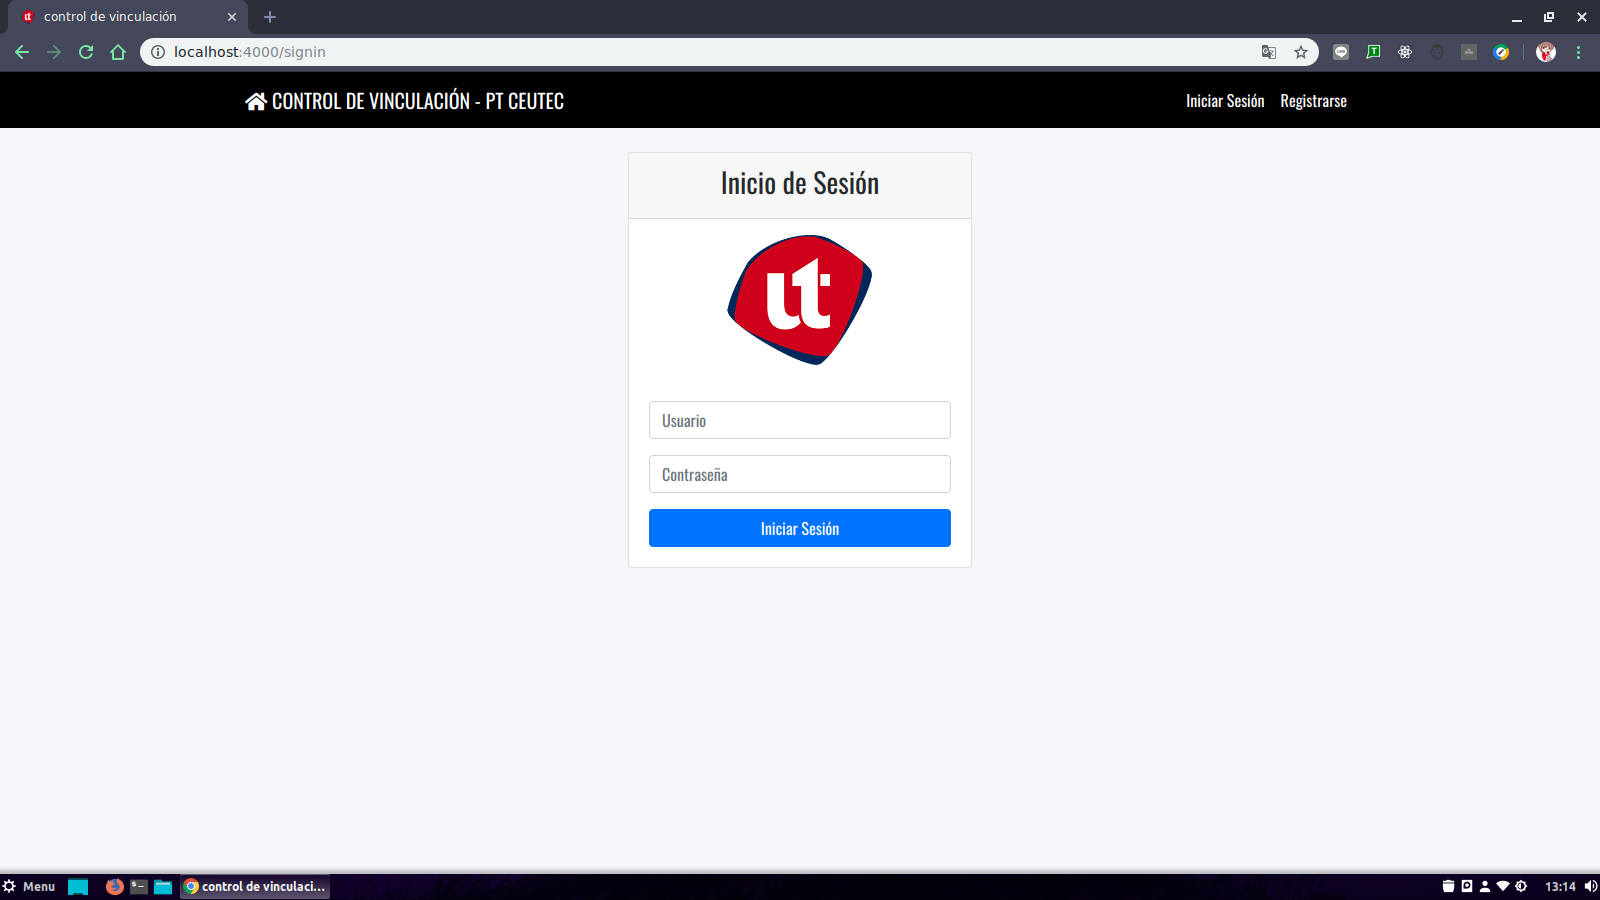 control de vinculación
localhost:4000/signin
CONTROL DE VINCULACIÓN - PT CEUTEC
Iniciar Sesión
Registrarse
Inicio de Sesión
ut
Usuario
Contraseña
Iniciar Sesión
Menu
control de vinculaci...
13:14